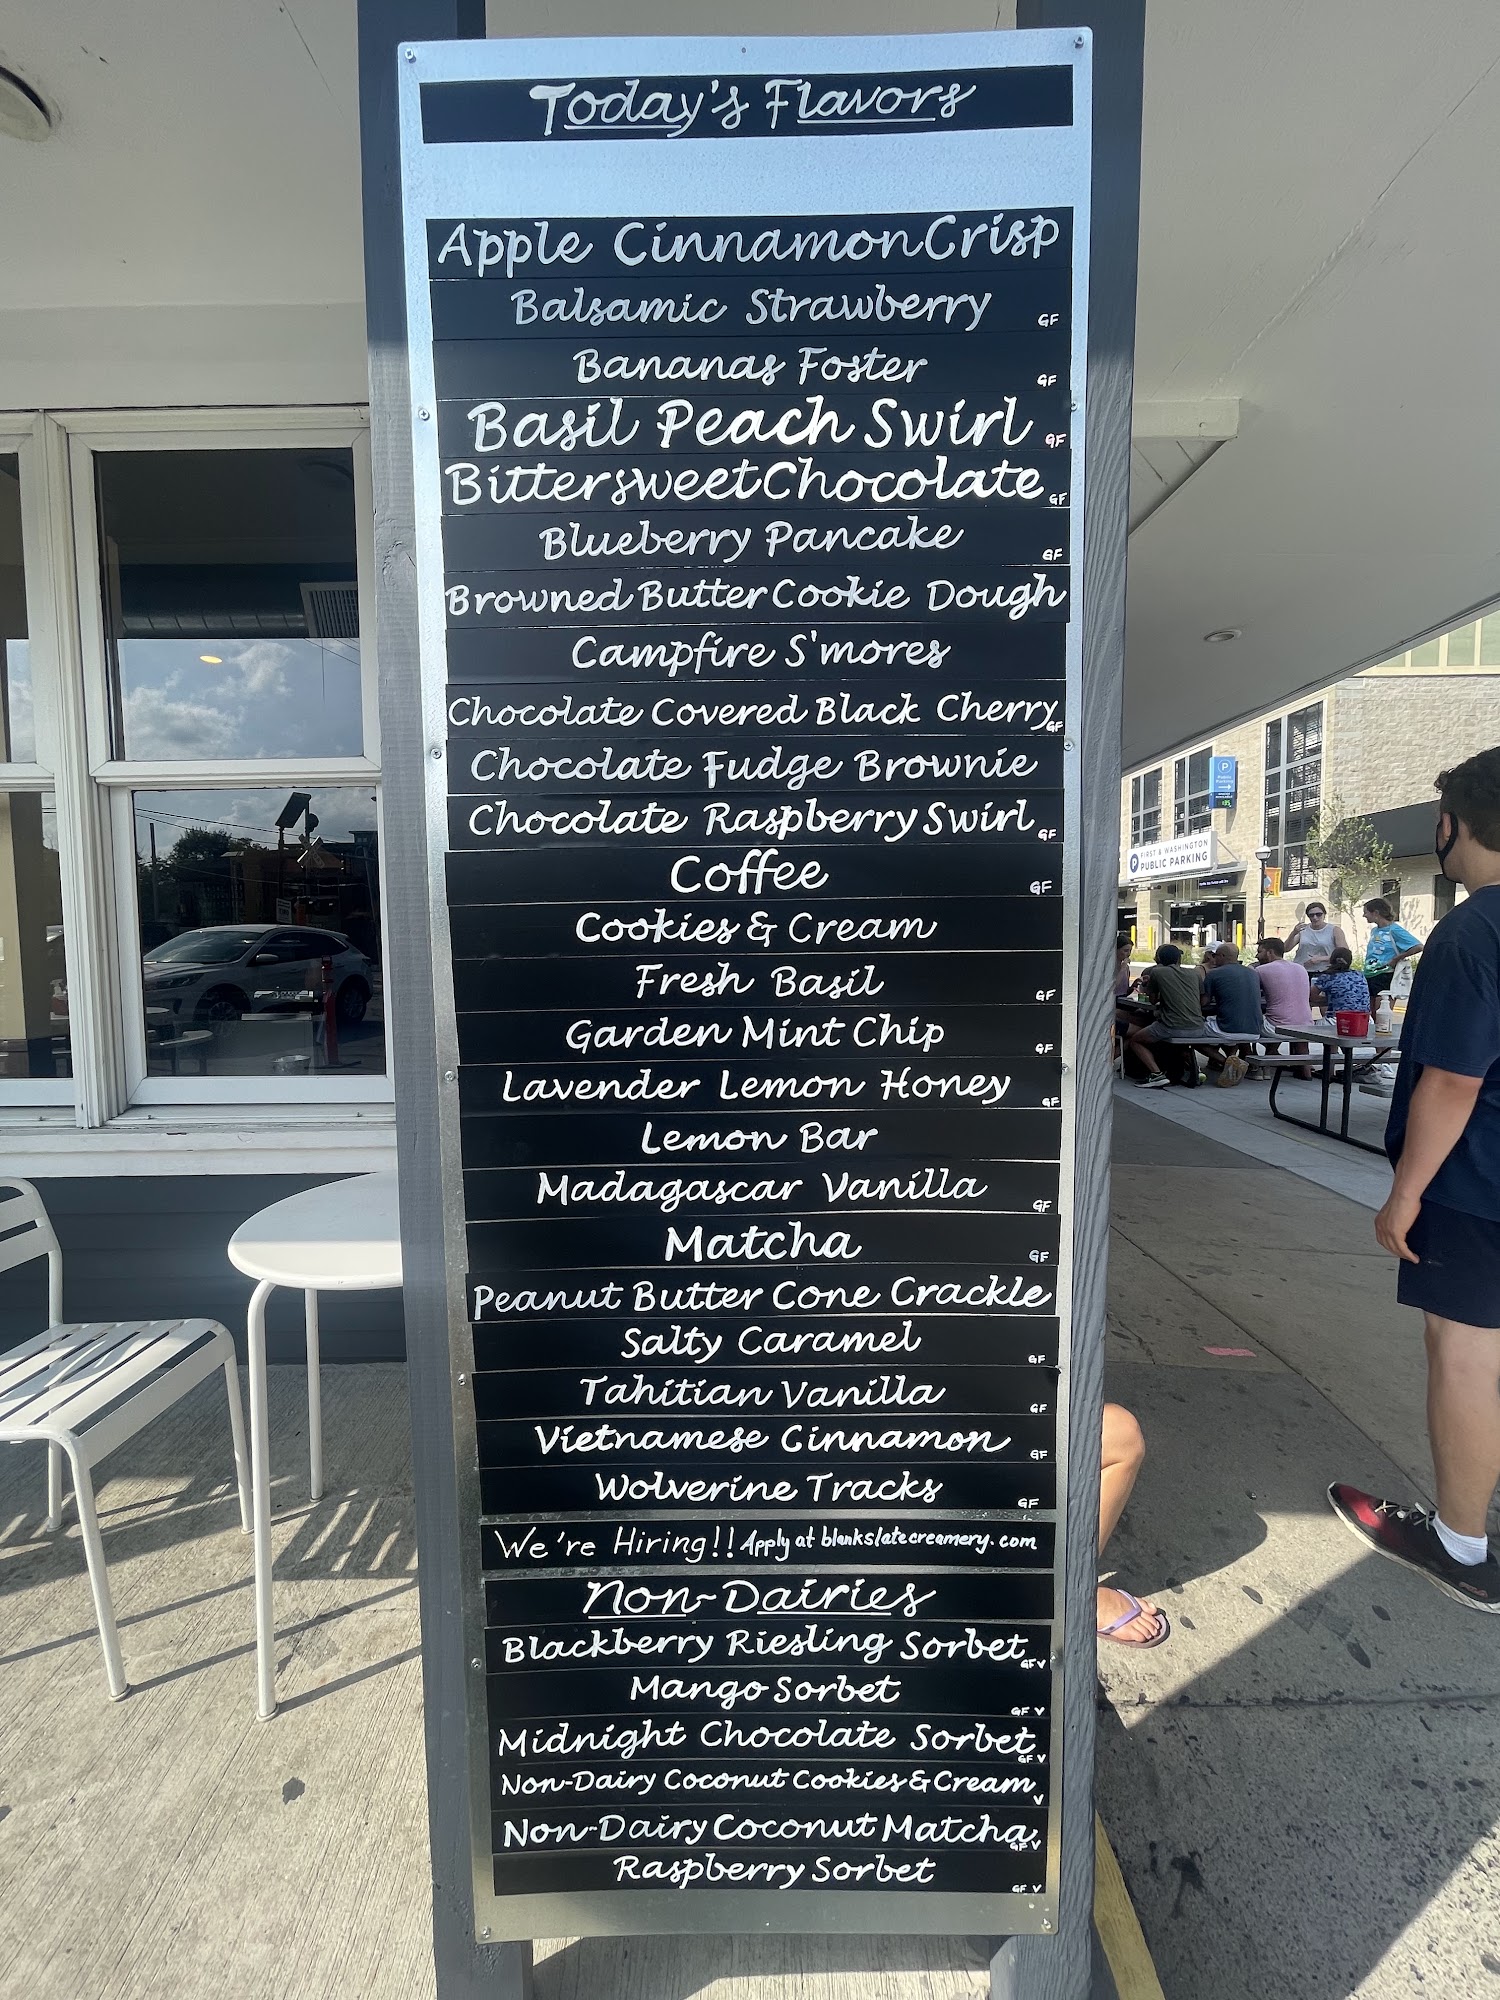 Today's Flavors
Apple Cinnamon Crisp
Balsamic Strawberry GF
Bananas Foster GF
Basil Peach Swirl GF
Bittersweet Chocolate GF
Blueberry Pancake GF
Browned Butter Cookie Dough
Campfire S'mores
Chocolate Covered Black Cherry GF
Chocolate Fudge Brownie
Chocolate Raspberry Swirl GF
Coffee GF
Cookies & Cream
Fresh Basil GF
Garden Mint Chip GF
Lavender Lemon Honey GF
Lemon Bar
Madagascar Vanilla GF
Matcha GF
Peanut Butter Cone Crackle
Salty Caramel GF
Tahitian Vanilla GF
Vietnamese Cinnamon GF
Wolverine Tracks GF
We're Hiring!! Apply at blankslatecreamery.com
Non-Dairies
Blackberry Riesling Sorbet GF V
Mango Sorbet GF V
Midnight Chocolate Sorbet GF V
Non-Dairy Coconut Cookies & Cream V
Non-Dairy Coconut Matcha GF V
Raspberry Sorbet GF V
P
Public
Parking
P FIRST & WASHINGTON
PUBLIC PARKING